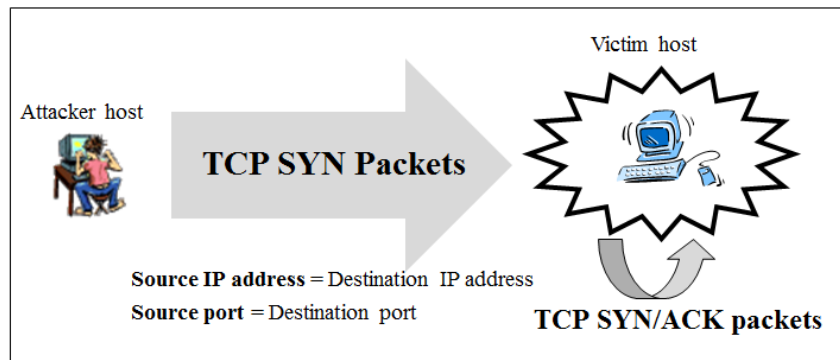 Victim host
Attacker host
TCP SYN Packets
Source IP address = Destination IP address
Source port = Destination port
TCP SYN/ACK packets